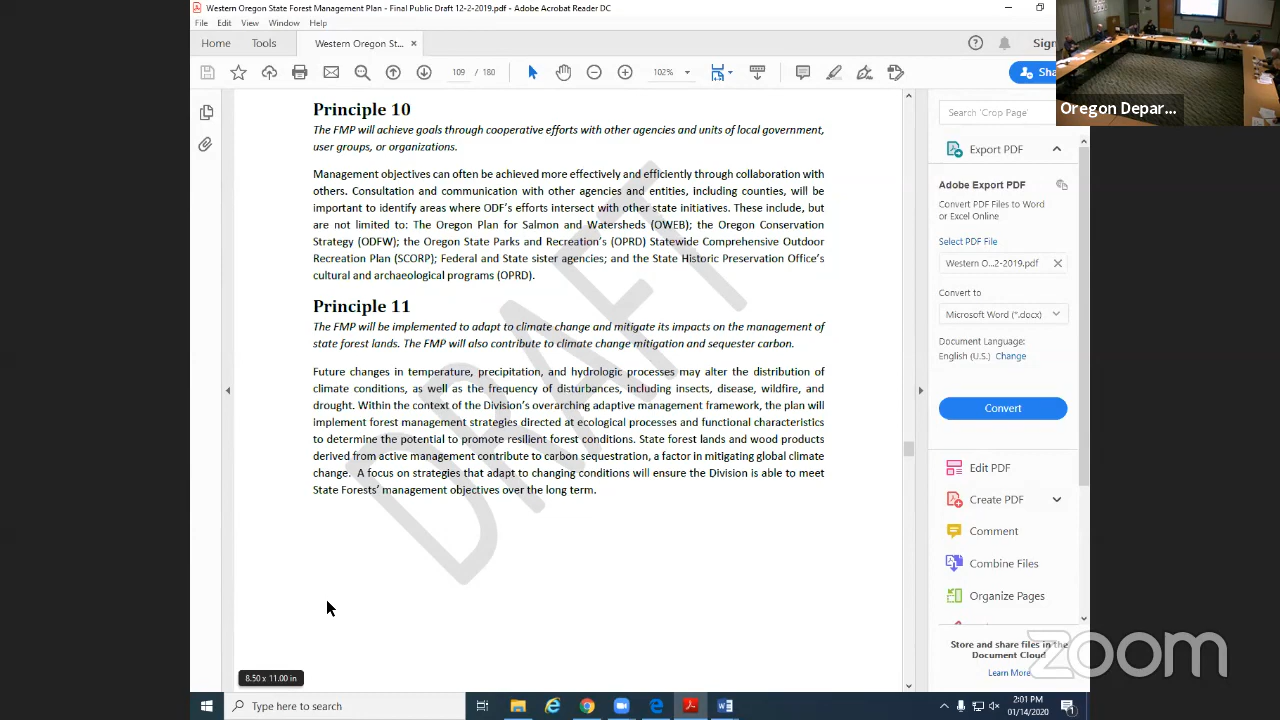 Western Oregon State Forest Management Plan - Final Public Draft 12-2-2019.pdf - Adobe Acrobat Reader DC
File Edit View Window Help
Home Tools Western Oregon St... × Sign
109 / 180 102% Sha
Oregon Depar...
Principle 10
The FMP will achieve goals through cooperative efforts with other agencies and units of local government,
user groups, or organizations.
Management objectives can often be achieved more effectively and efficiently through collaboration with
others. Consultation and communication with other agencies and entities, including counties, will be
important to identify areas where ODF's efforts intersect with other state initiatives. These include, but
are not limited to: The Oregon Plan for Salmon and Watersheds (OWEB); the Oregon Conservation
Strategy (ODFW); the Oregon State Parks and Recreation's (OPRD) Statewide Comprehensive Outdoor
Recreation Plan (SCORP); Federal and State sister agencies; and the State Historic Preservation Office's
cultural and archaeological programs (OPRD).
Principle 11
The FMP will be implemented to adapt to climate change and mitigate its impacts on the management of
state forest lands. The FMP will also contribute to climate change mitigation and sequester carbon.
Future changes in temperature, precipitation, and hydrologic processes may alter the distribution of
climate conditions, as well as the frequency of disturbances, including insects, disease, wildfire, and
drought. Within the context of the Division's overarching adaptive management framework, the plan will
implement forest management strategies directed at ecological processes and functional characteristics
to determine the potential to promote resilient forest conditions. State forest lands and wood products
derived from active management contribute to carbon sequestration, a factor in mitigating global climate
change. A focus on strategies that adapt to changing conditions will ensure the Division is able to meet
State Forests' management objectives over the long term.
DRAFT
8.50 x 11.00 in
Search 'Crop Page'
Export PDF
Adobe Export PDF
Convert PDF Files to Word
or Excel Online
Select PDF File
Western O...2-2019.pdf ×
Convert to
Microsoft Word (*.docx)
Document Language:
English (U.S.) Change
Convert
Edit PDF
Create PDF
Comment
Combine Files
Organize Pages
Store and share files in the
Document Cloud
Learn More
zoom
Type here to search
2:01 PM
01/14/2020
1